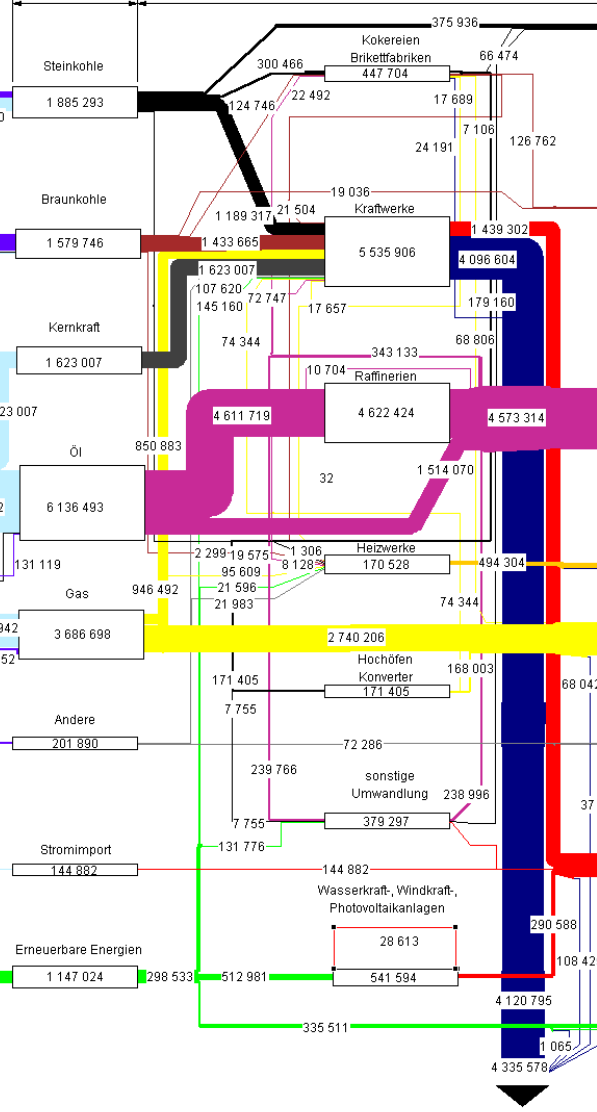 375 936
Kokereien
66 474
Steinkohle
300 466
Brikettfabriken
447 704
1 885 293
124 746
22 492
17 689
7 106
126 762
24 191
19 036
Braunkohle
1 189 317
21 504
Kraftwerke
1 579 746
1 433 665
5 535 906
1 439 302
4 096 604
1 623 007
107 620
145 160
72 747
17 657
179 160
Kernkraft
74 344
68 806
1 623 007
343 133
10 704
Raffinerien
23 007
4 611 719
4 622 424
4 573 314
850 883
Öl
1 514 070
32
6 136 493
2 299
19 575
1 306
Heizwerke
131 119
8 128
170 528
494 304
95 609
946 492
21 596
Gas
21 983
74 344
942
3 686 698
2 740 206
52
Hochöfen
Konverter
168 003
171 405
171 405
68 042
7 755
Andere
201 890
72 286
239 766
sonstige
Umwandlung
238 996
37
7 755
379 297
131 776
Stromimport
144 882
144 882
Wasserkraft-, Windkraft-,
Photovoltaikanlagen
290 588
28 613
Erneuerbare Energien
108 42
1 147 024
298 533
512 981
541 594
4 120 795
335 511
1 065
4 335 578